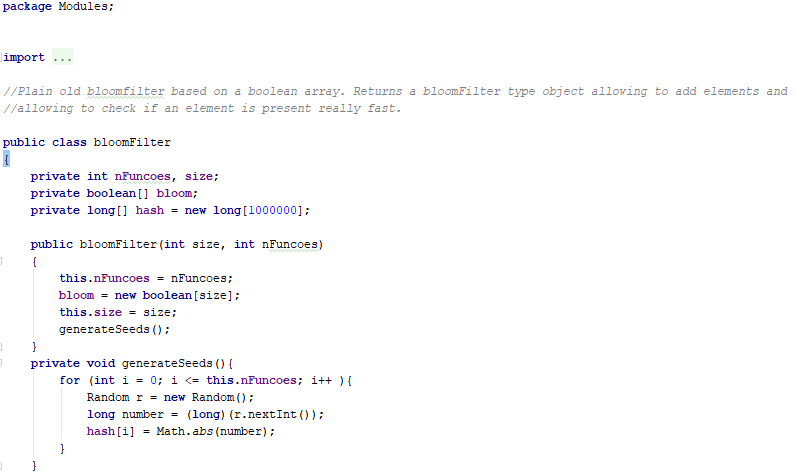 package Modules;
import ...
//Plain old bloomfilter based on a boolean array. Returns a bloomFilter type object allowing to add elements and
//allowing to check if an element is present really fast.
public class bloomFilter
{
private int nFuncoes, size;
private boolean[] bloom;
private long[] hash = new long[1000000];
public bloomFilter(int size, int nFuncoes)
{
this.nFuncoes = nFuncoes;
bloom = new boolean[size];
this.size = size;
generateSeeds();
}
private void generateSeeds(){
for (int i = 0; i <= this.nFuncoes; i++ ){
Random r = new Random();
long number = (long)(r.nextInt());
hash[i] = Math.abs(number);
}
}